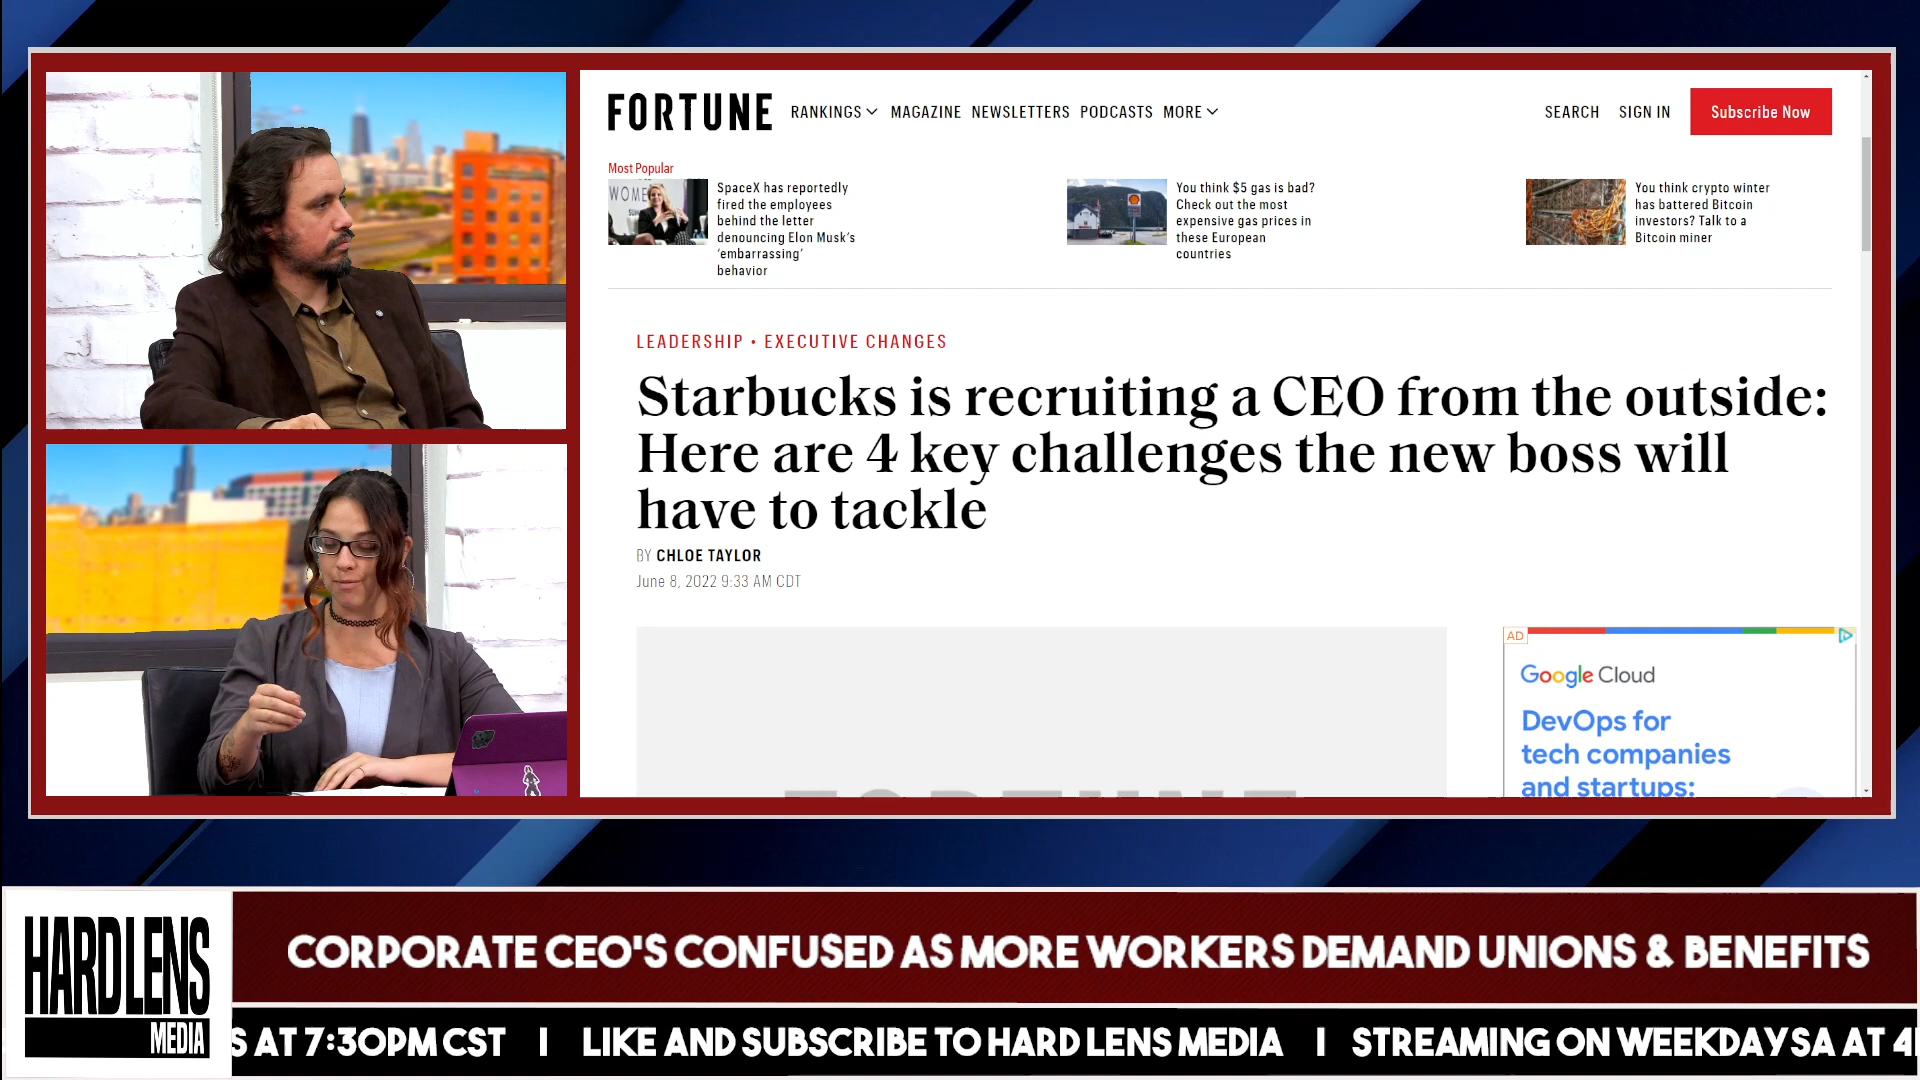 FORTUNE
RANKINGS MAGAZINE NEWSLETTERS PODCASTS MORE
SEARCH SIGN IN Subscribe Now
Most Popular
SpaceX has reportedly
fired the employees
behind the letter
denouncing Elon Musk's
'embarrassing'
behavior
You think $5 gas is bad?
Check out the most
expensive gas prices in
these European
countries
You think crypto winter
has battered Bitcoin
investors? Talk to a
Bitcoin miner
LEADERSHIP • EXECUTIVE CHANGES
Starbucks is recruiting a CEO from the outside:
Here are 4 key challenges the new boss will
have to tackle
BY CHLOE TAYLOR
June 8, 2022 9:33 AM CDT
AD
Google Cloud
DevOps for
tech companies
and startups:
HARD LENS
MEDIA
CORPORATE CEO'S CONFUSED AS MORE WORKERS DEMAND UNIONS & BENEFITS
S AT 7:30PM CST | LIKE AND SUBSCRIBE TO HARD LENS MEDIA | STREAMING ON WEEKDAYSA AT 4